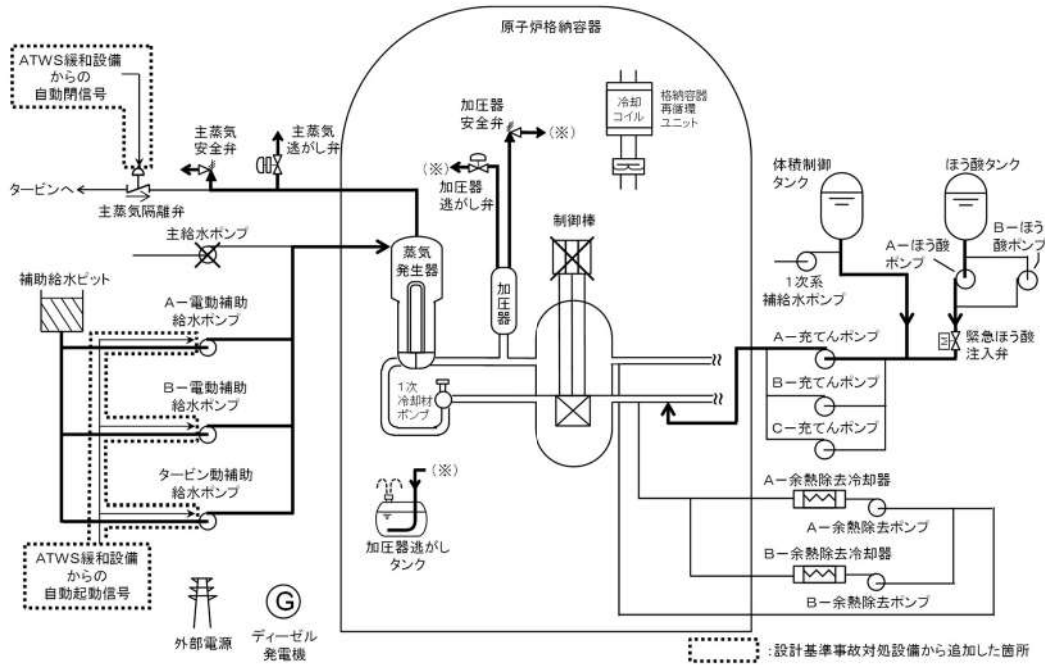 原子炉格納容器
ATWS緩和設備
からの
自動閉信号
主蒸気
安全弁
主蒸気
逃がし弁
タービンへ
主蒸気隔離弁
主給水ポンプ
補助給水ピット
A－電動補助
給水ポンプ
B－電動補助
給水ポンプ
タービン動補助
給水ポンプ
ATWS緩和設備
からの
自動起動信号
外部電源
G
ディーゼル
発電機
加圧器
安全弁
(※)
(※)
加圧器
逃がし弁
冷却
コイル
格納容器
再循環
ユニット
制御棒
蒸気
発生器
加圧器
1次
冷却材
ポンプ
(※)
加圧器逃がし
タンク
体積制御
タンク
ほう酸タンク
A－ほう酸
ポンプ
B－ほう
酸ポンプ
1次系
補給水ポンプ
M
緊急ほう酸
注入弁
A－充てんポンプ
B－充てんポンプ
C－充てんポンプ
A－余熱除去冷却器
A－余熱除去ポンプ
B－余熱除去冷却器
B－余熱除去ポンプ
:設計基準事故対処設備から追加した箇所